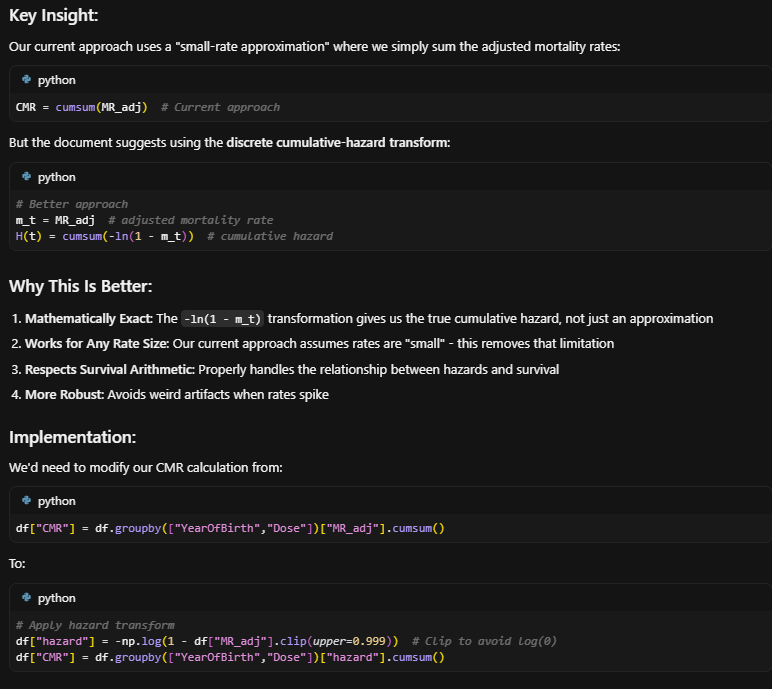 Key Insight:
Our current approach uses a "small-rate approximation" where we simply sum the adjusted mortality rates:
python
CMR = cumsum(MR_adj)  # Current approach
But the document suggests using the discrete cumulative-hazard transform:
python
# Better approach
m_t = MR_adj  # adjusted mortality rate
H(t) = cumsum(-ln(1 - m_t))  # cumulative hazard
Why This Is Better:
1. Mathematically Exact: The -ln(1 - m_t) transformation gives us the true cumulative hazard, not just an approximation
2. Works for Any Rate Size: Our current approach assumes rates are "small" - this removes that limitation
3. Respects Survival Arithmetic: Properly handles the relationship between hazards and survival
4. More Robust: Avoids weird artifacts when rates spike
Implementation:
We'd need to modify our CMR calculation from:
python
df["CMR"] = df.groupby(["YearOfBirth","Dose"])["MR_adj"].cumsum()
To:
python
# Apply hazard transform
df["hazard"] = -np.log(1 - df["MR_adj"].clip(upper=0.999))  # Clip to avoid log(0)
df["CMR"] = df.groupby(["YearOfBirth","Dose"])["hazard"].cumsum()